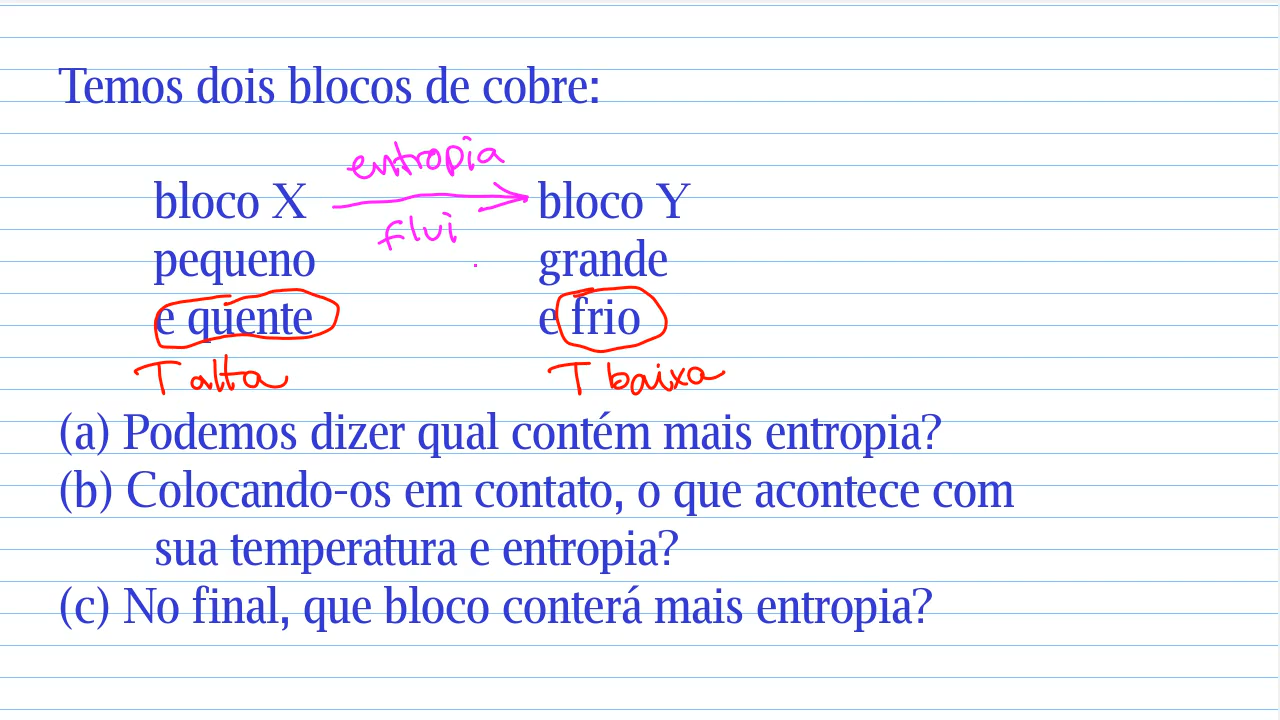 Temos dois blocos de cobre:
entropia
bloco X bloco Y
flui
pequeno grande
e quente e frio
T alta T baixa
(a) Podemos dizer qual contém mais entropia?
(b) Colocando-os em contato, o que acontece com
sua temperatura e entropia?
(c) No final, que bloco conterá mais entropia?